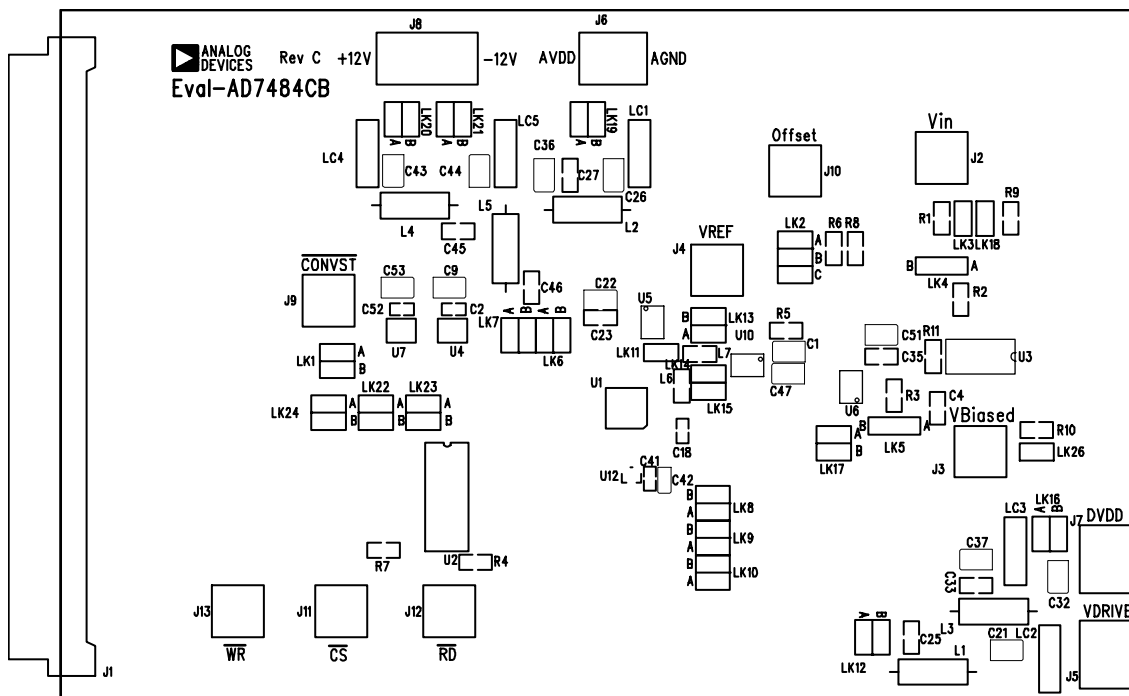 J8
J6
ANALOG
DEVICES
Rev C
+12V
-12V
AVDD
AGND
Eval-AD7484CB
LK20
LK21
LC5
LK19
LC1
A
B
A
B
A
B
Offset
Vin
LC4
C43
C44
C36
C27
C26
J10
J2
L4
C45
L5
L2
R1
LK3
LK18
R9
LK2
A
B
C
R6
R8
VREF
J4
B
A
LK4
CONVST
J9
C53
C9
C46
C22
R2
C52
C2
A
B
A
B
U5
B
A
LK13
U10
R5
C51
R11
U7
U4
LK7
LK6
C23
C1
C35
U3
LK1
A
B
LK11
LK14
L7
LK22
LK23
L6
C47
U1
LK24
A
B
A
B
A
B
LK15
U6
R3
C4
VBiased
B
A
R10
C18
A
B
LK5
LK17
J3
LK26
U12
C41
C42
B
A
LK8
LC3
LK16
A
B
J7
DVDD
B
A
LK9
U2
R7
R4
B
A
LK10
C37
C33
C32
J13
J11
J12
A
B
VDRIVE
WR
CS
RD
C25
L3
C21
LC2
LK12
L1
J5
J1